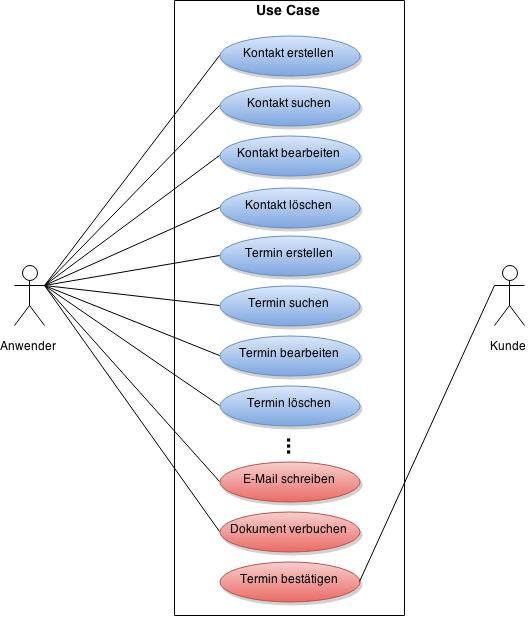 Use Case
Kontakt erstellen
Kontakt suchen
Kontakt bearbeiten
Kontakt löschen
Termin erstellen
Termin suchen
Anwender
Kunde
Termin bearbeiten
Termin löschen
E-Mail schreiben
Dokument verbuchen
Termin bestätigen